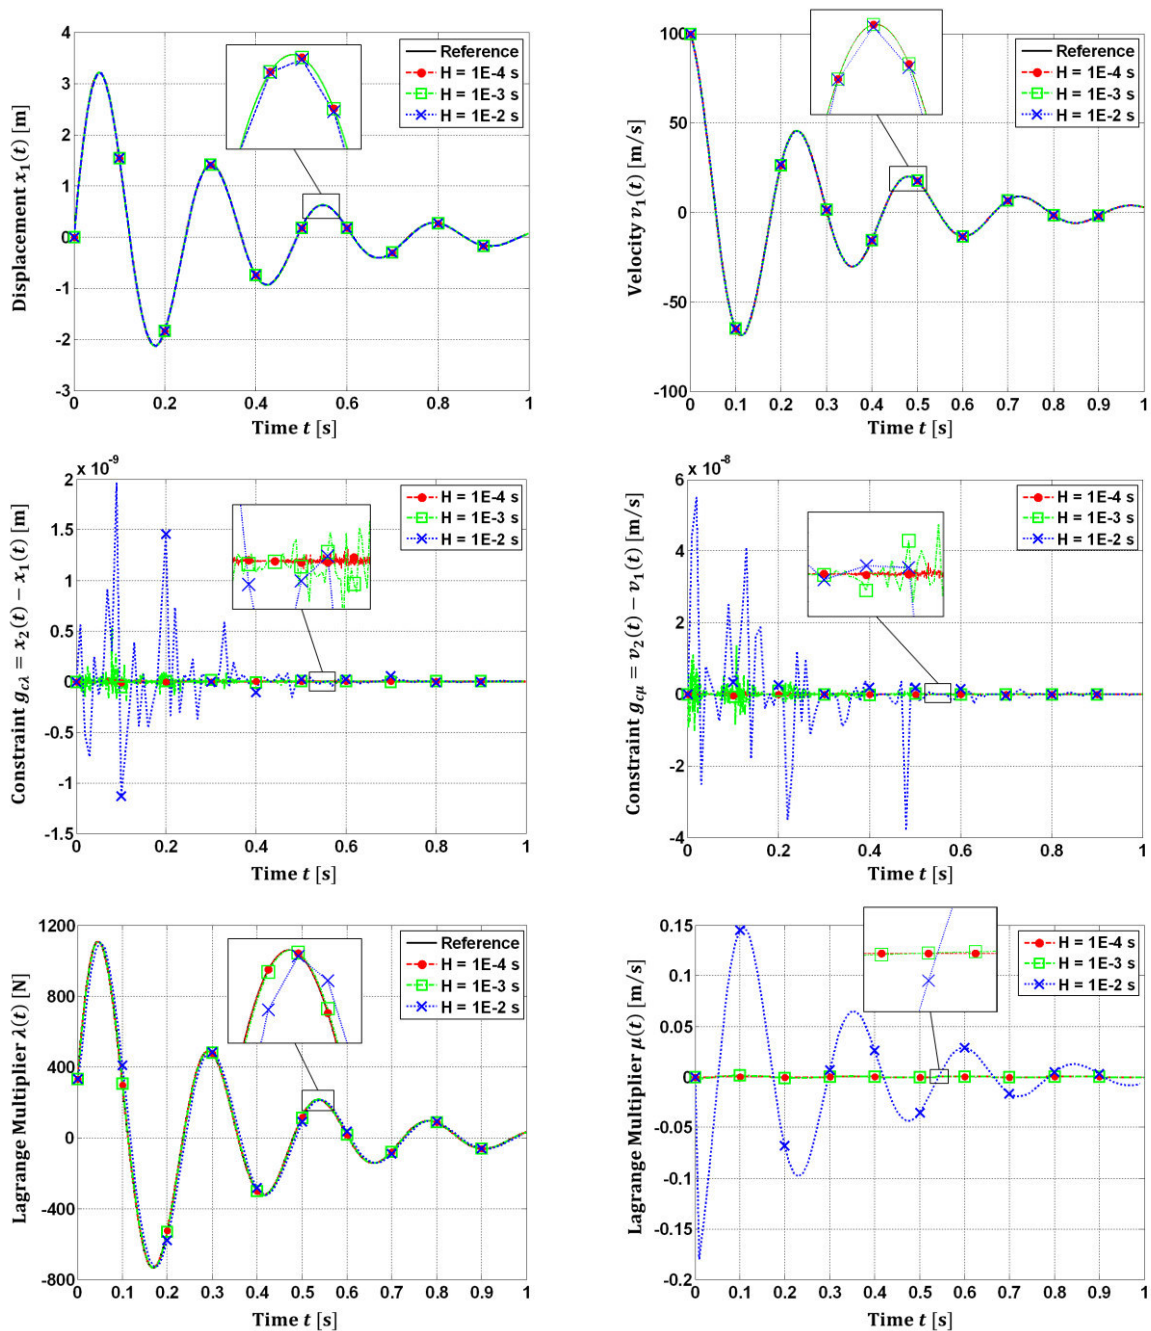 4
3
2
1
0
-1
-2
-3
0 0.2 0.4 0.6 0.8 1
Displacement x₁(t) [m]
Time t [s]
Reference
H = 1E-4 s
H = 1E-3 s
H = 1E-2 s
100
50
0
-50
-100
0 0.1 0.2 0.3 0.4 0.5 0.6 0.7 0.8 0.9 1
Velocity v₁(t) [m/s]
Time t [s]
Reference
H = 1E-4 s
H = 1E-3 s
H = 1E-2 s
x 10⁻⁹
2
1.5
1
0.5
0
-0.5
-1
-1.5
0 0.2 0.4 0.6 0.8 1
Constraint g_cλ = x₂(t) − x₁(t) [m]
Time t [s]
H = 1E-4 s
H = 1E-3 s
H = 1E-2 s
x 10⁻⁸
6
4
2
0
-2
-4
0 0.1 0.2 0.3 0.4 0.5 0.6 0.7 0.8 0.9 1
Constraint g_cμ = v₂(t) − v₁(t) [m/s]
Time t [s]
H = 1E-4 s
H = 1E-3 s
H = 1E-2 s
1200
800
400
0
-400
-800
0 0.1 0.2 0.3 0.4 0.5 0.6 0.7 0.8 0.9 1
Lagrange Multiplier λ(t) [N]
Time t [s]
Reference
H = 1E-4 s
H = 1E-3 s
H = 1E-2 s
0.15
0.1
0.05
0
-0.05
-0.1
-0.15
-0.2
0 0.1 0.2 0.3 0.4 0.5 0.6 0.7 0.8 0.9 1
Lagrange Multiplier μ(t) [m/s]
Time t [s]
H = 1E-4 s
H = 1E-3 s
H = 1E-2 s